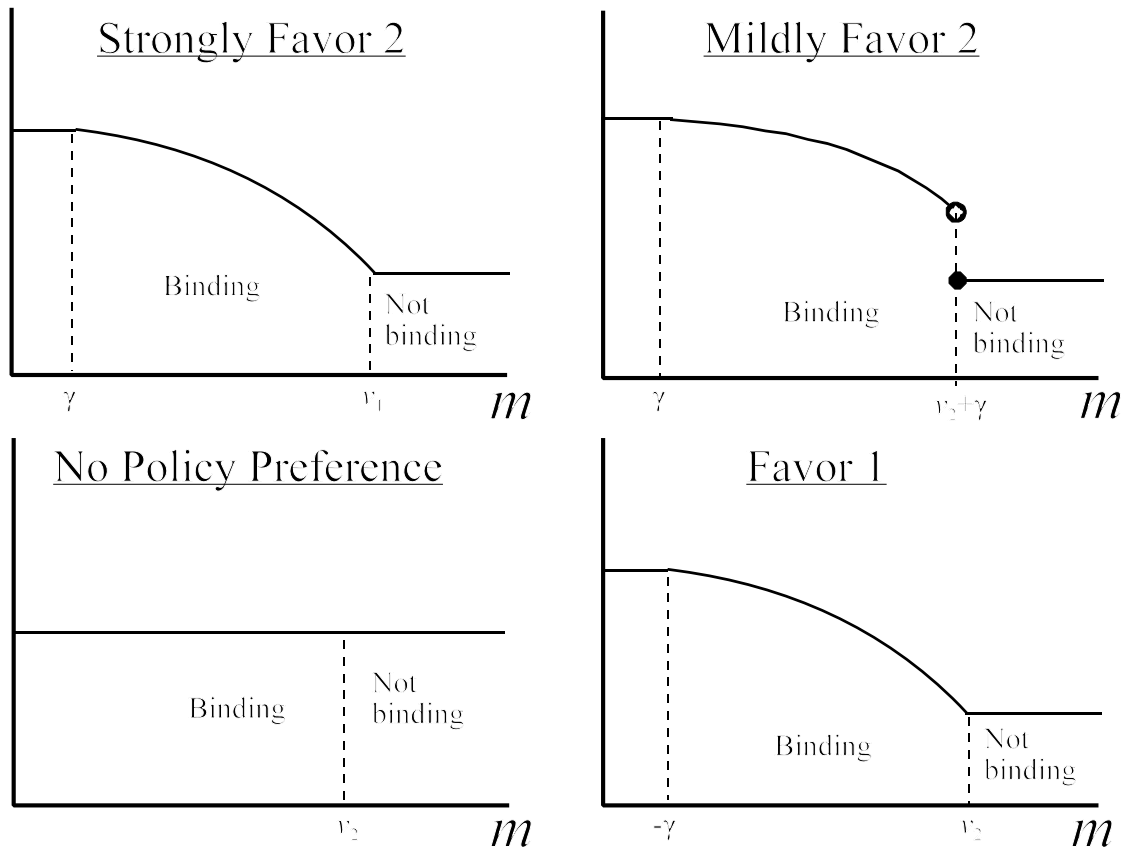 Strongly Favor 2
Binding
Not
binding
γ
v₁
m
Mildly Favor 2
Binding
Not
binding
γ
v₂+γ
m
No Policy Preference
Binding
Not
binding
v₂
m
Favor 1
Binding
Not
binding
-γ
v₂
m